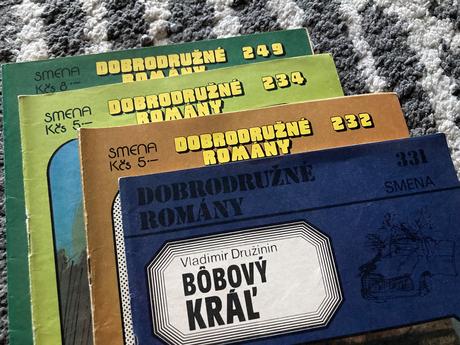 SMENA
Kčs 8·—
DOBRODRUŽNÉ 249
ROMÁNY
SMENA
Kčs 5·—
DOBRODRUŽNÉ 234
ROMÁNY
SMENA
Kčs 5·—
DOBRODRUŽNÉ 232
ROMÁNY
DOBRODRUŽNÉ 331
ROMÁNY SMENA
Vladimir Družinin
BÔBOVÝ
KRÁĽ